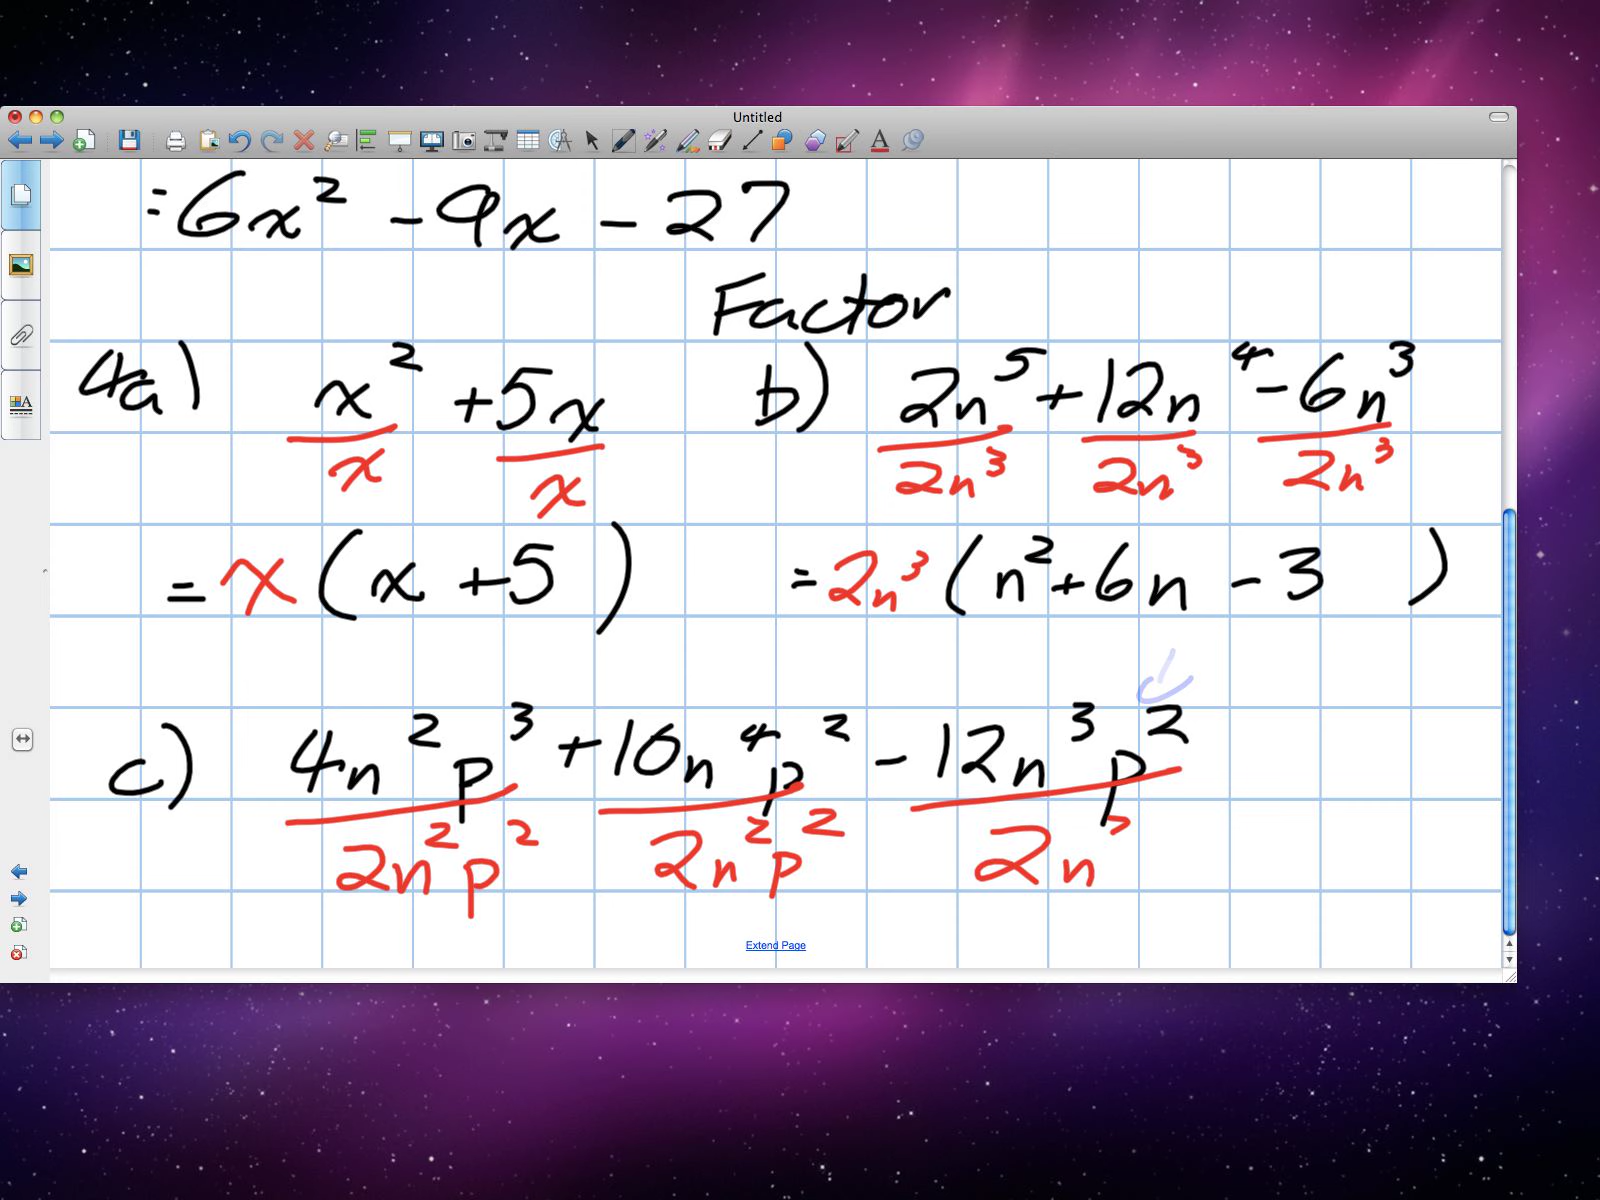 Untitled
=6x² -9x -27
Factor
4a) x² +5x b) 2n⁵ +12n⁴ -6n³
x x 2n³ 2n³ 2n³
= x (x +5) = 2n³ (n² +6n -3 )
c) 4n²p³ +10n⁴p² -12n³p²
2n²p² 2n²p² 2n
Extend Page